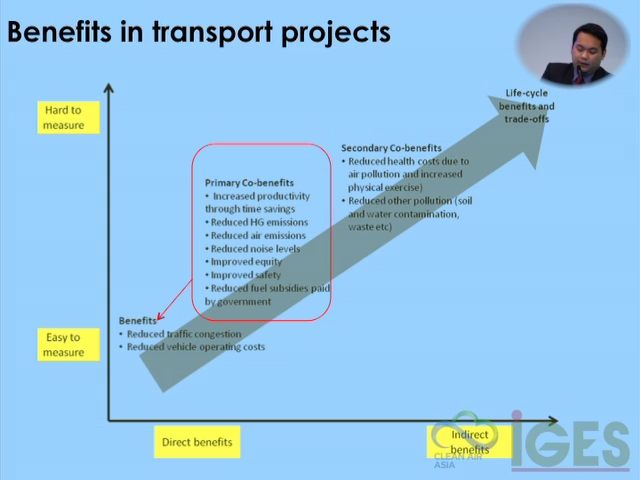 Benefits in transport projects
Hard to
measure
Life-cycle
benefits and
trade-offs
Secondary Co-benefits
• Reduced health costs due to
air pollution and increased
physical exercise)
• Reduced other pollution (soil
and water contamination,
waste etc)
Primary Co-benefits
• Increased productivity
through time savings
• Reduced HG emissions
• Reduced air emissions
• Reduced noise levels
• Improved equity
• Improved safety
• Reduced fuel subsidies paid
by government
Benefits
• Reduced traffic congestion
• Reduced vehicle operating costs
Easy to
measure
Direct benefits
Indirect
benefits
CLEAN AIR
ASIA
IGES